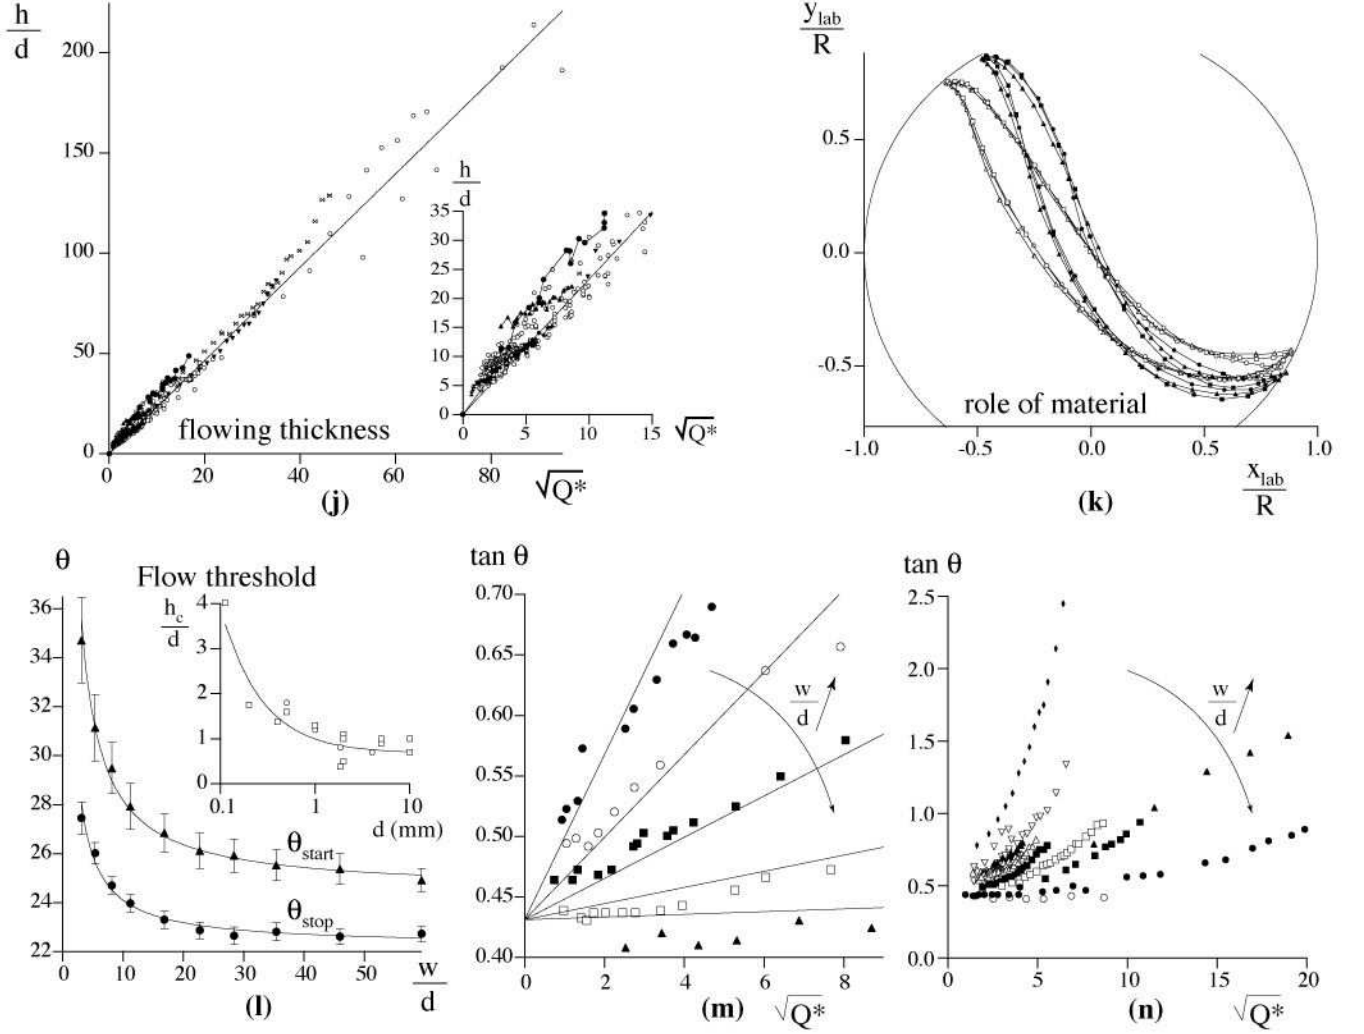 h
d
200
150
100
50
0
0
20
40
60
80
√Q*
flowing thickness
(j)
h
d
35
30
25
20
15
10
5
0
0
5
10
15
√Q*
y_lab
R
0.5
0.0
-0.5
-1.0
-0.5
0.0
0.5
1.0
role of material
x_lab
R
(k)
θ
36
34
32
30
28
26
24
22
0
10
20
30
40
50
w
d
Flow threshold
h_c
d
4
3
2
1
0
0.1
1
10
d (mm)
θ_start
θ_stop
(l)
tan θ
0.70
0.65
0.60
0.55
0.50
0.45
0.40
0
2
4
6
8
w
d
√Q*
(m)
tan θ
2.5
2.0
1.5
1.0
0.5
0.0
0
5
10
15
20
w
d
√Q*
(n)